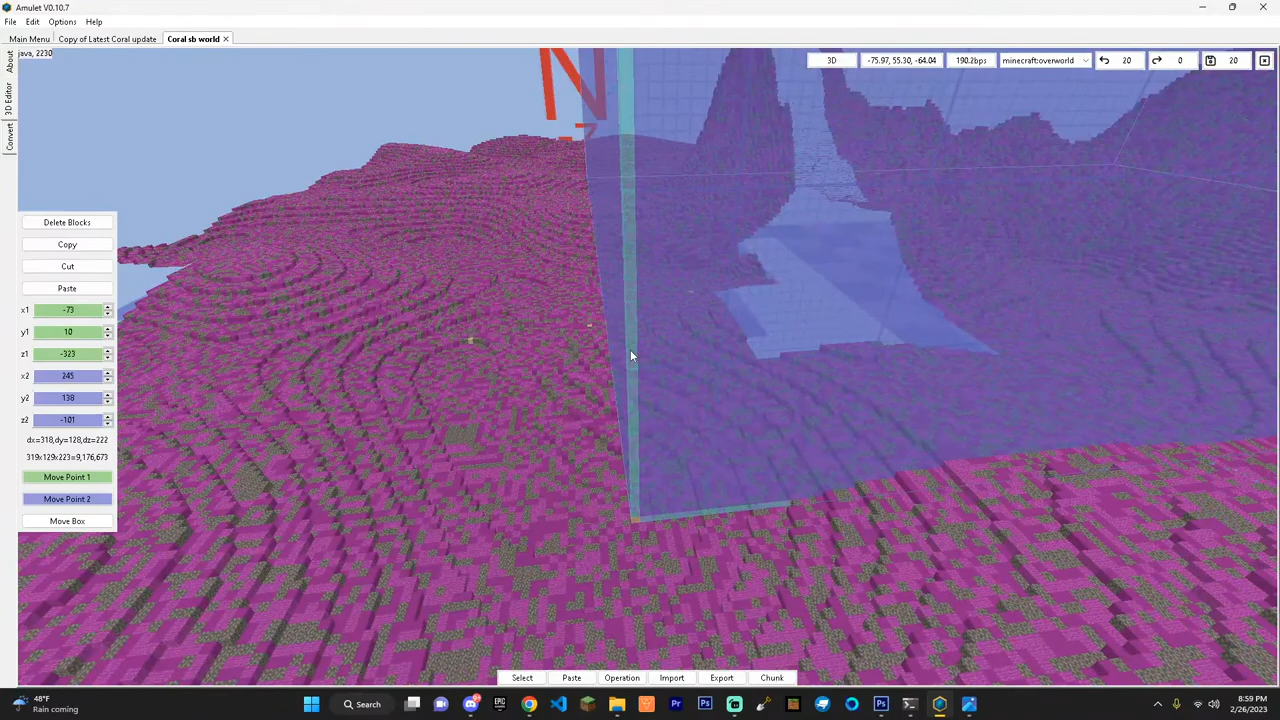 Amulet V0.10.7
File Edit Options Help
Main Menu Copy of Latest Coral update Coral sb world
About
3D Editor
Convert
java, 2230
3D -75.97, 55.30, -64.04 190.2bps minecraft:overworld 20 0 20
N
-Z
Delete Blocks
Copy
Cut
Paste
x1 -73
y1 10
z1 -323
x2 245
y2 138
z2 -101
dx=318,dy=128,dz=222
319x129x223=9,176,673
Move Point 1
Move Point 2
Move Box
Select Paste Operation Import Export Chunk
48°F
Rain coming
Search
8:59 PM
2/26/2023